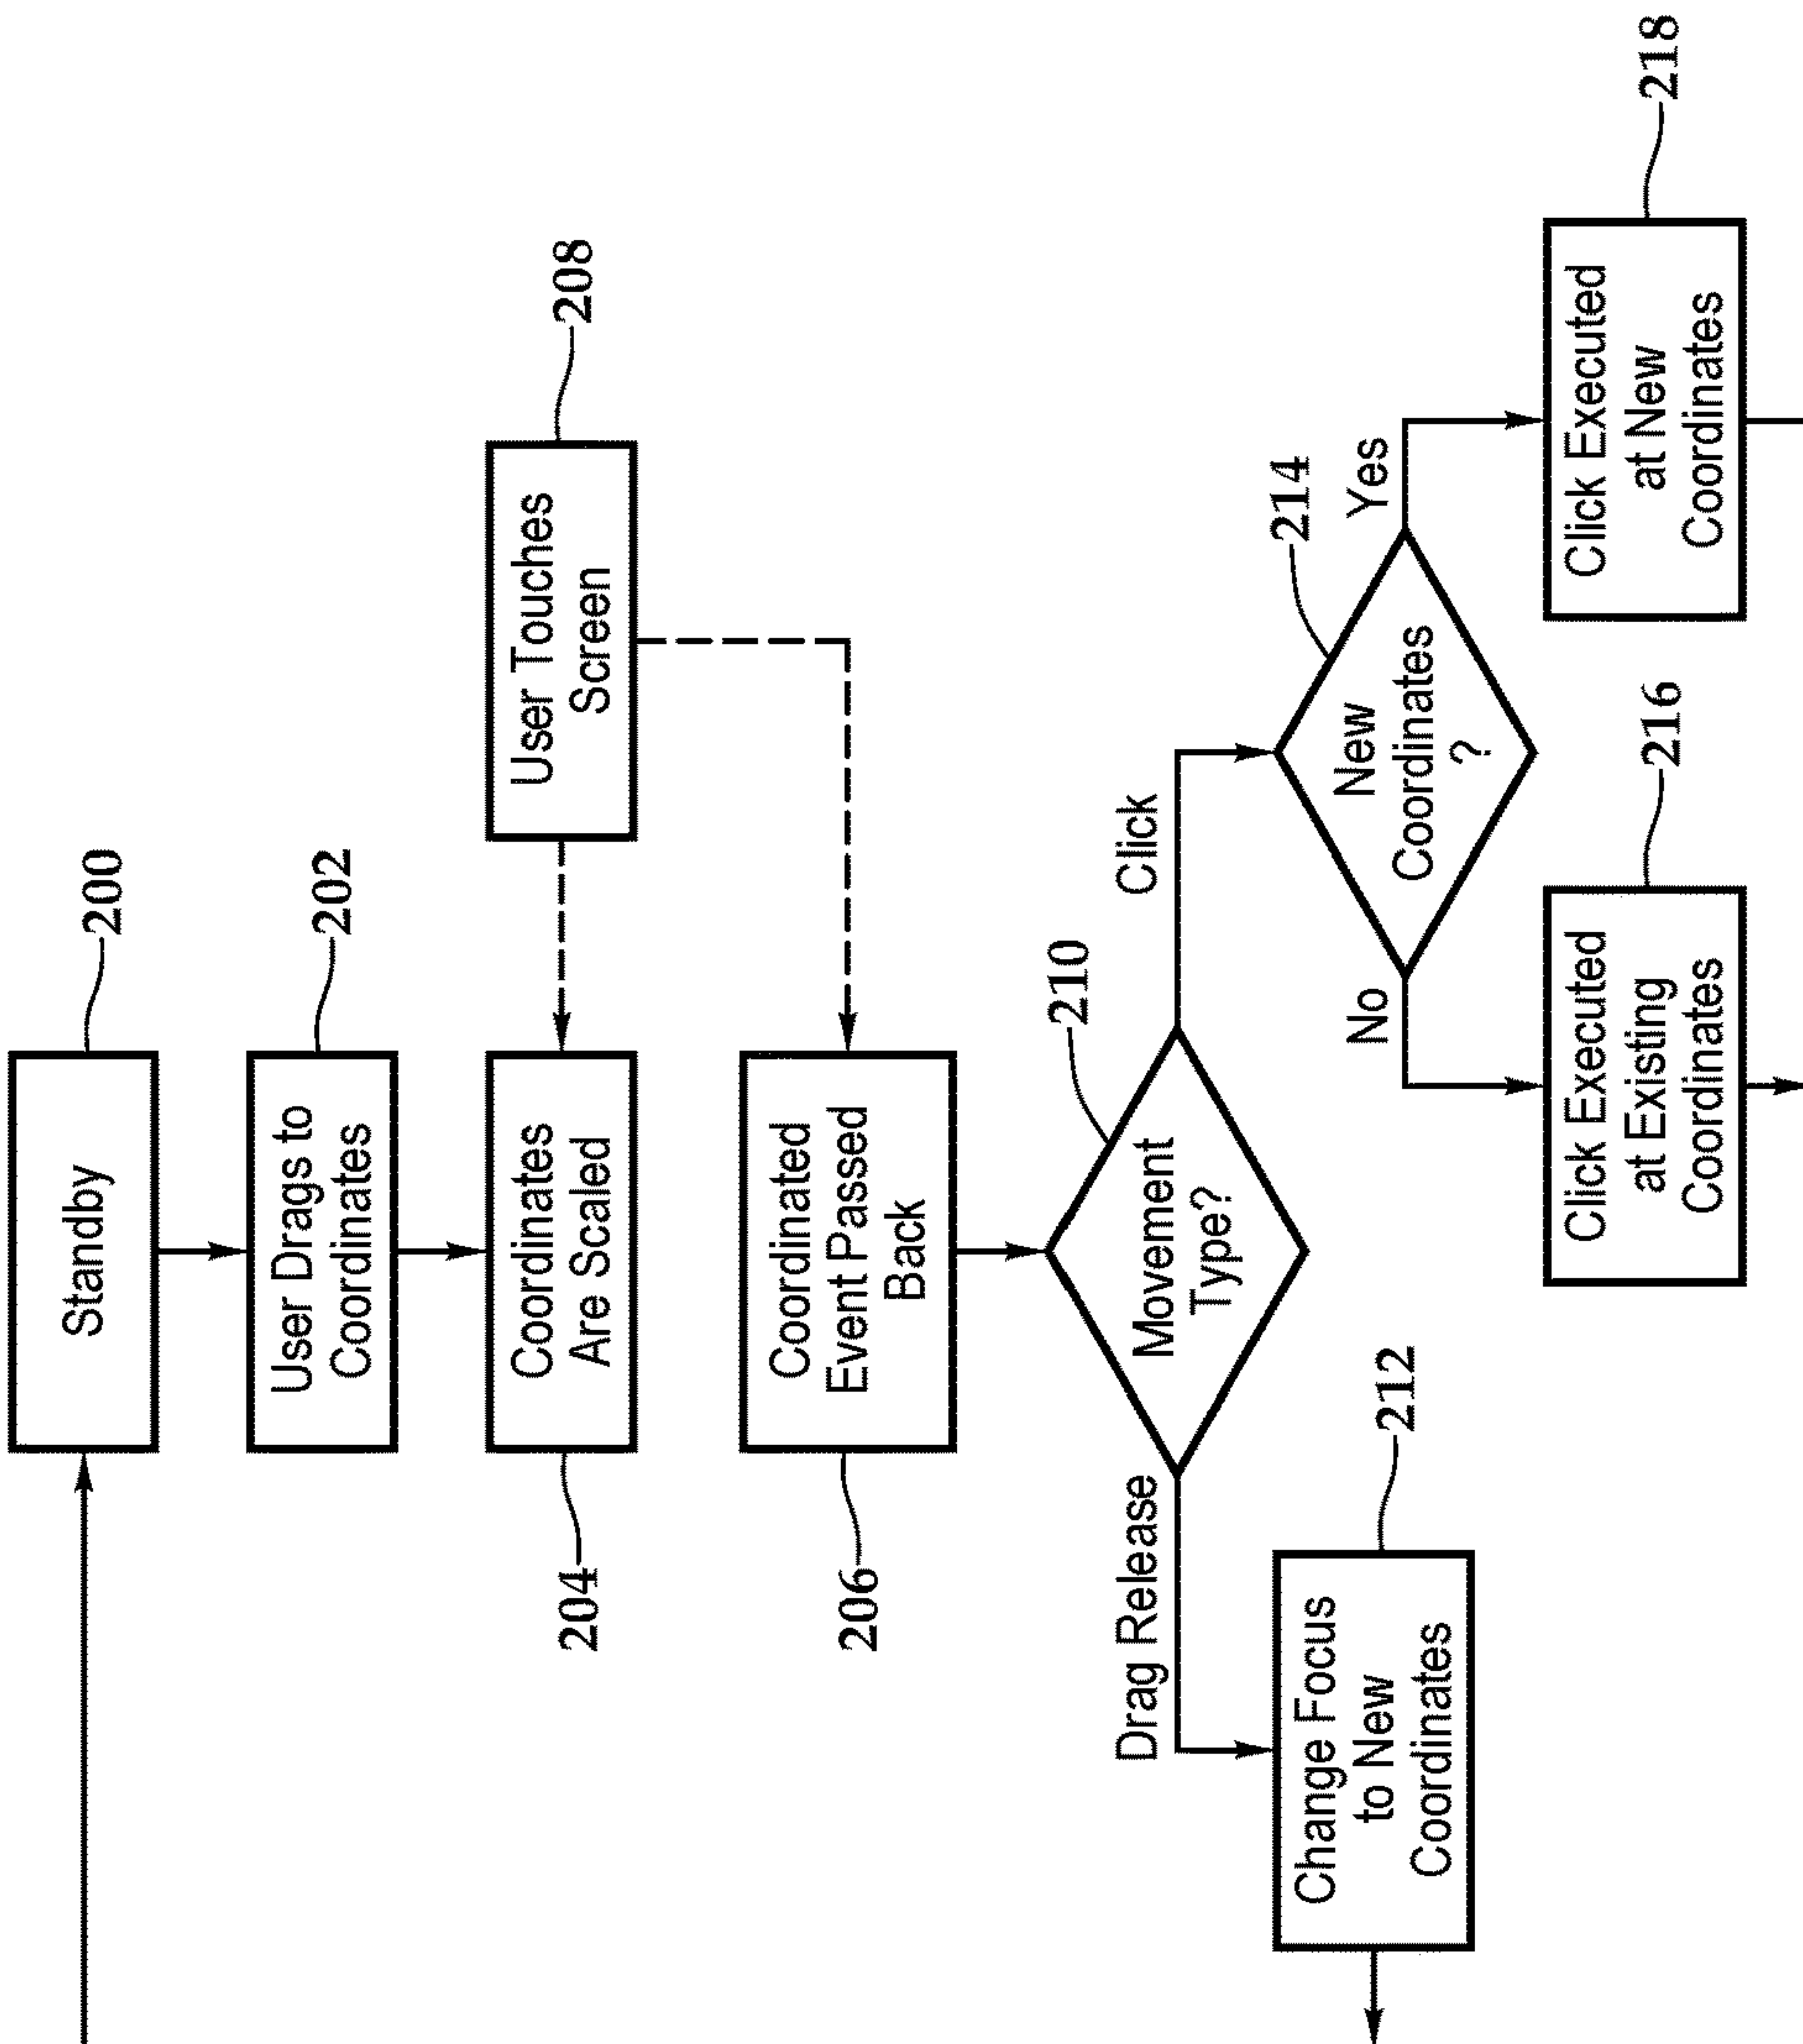 Standby
200
User Drags to
Coordinates
202
Coordinates
Are Scaled
204
User Touches
Screen
208
Coordinated
Event Passed
Back
206
Movement
Type?
210
Drag Release
Click
Change Focus
to New
Coordinates
212
New
Coordinates
?
214
No
Yes
Click Executed
at Existing
Coordinates
216
Click Executed
at New
Coordinates
218